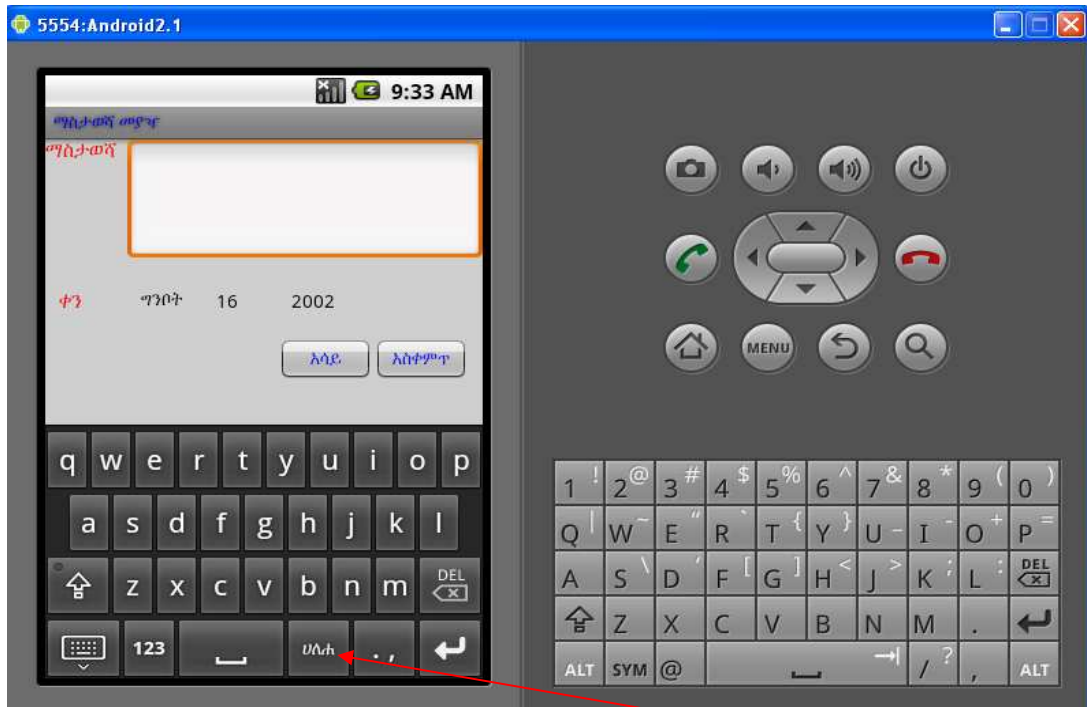 5554:Android2.1
9:33 AM
ማስታወሻ መያዣ
ማስታወሻ
ቀን ግንቦት 16 2002
አሳይ አስቀምጥ
q w e r t y u i o p
a s d f g h j k l
z x c v b n m DEL
123 ሀለሐ . ,
MENU
1 ! 2 @ 3 # 4 $ 5 % 6 ^ 7 & 8 * 9 ( 0 )
Q | W ~ E " R ` T { Y } U _ I - O + P =
A S \ D ' F [ G ] H < J > K ; L : DEL
Z X C V B N M .
ALT SYM @ / ? , ALT